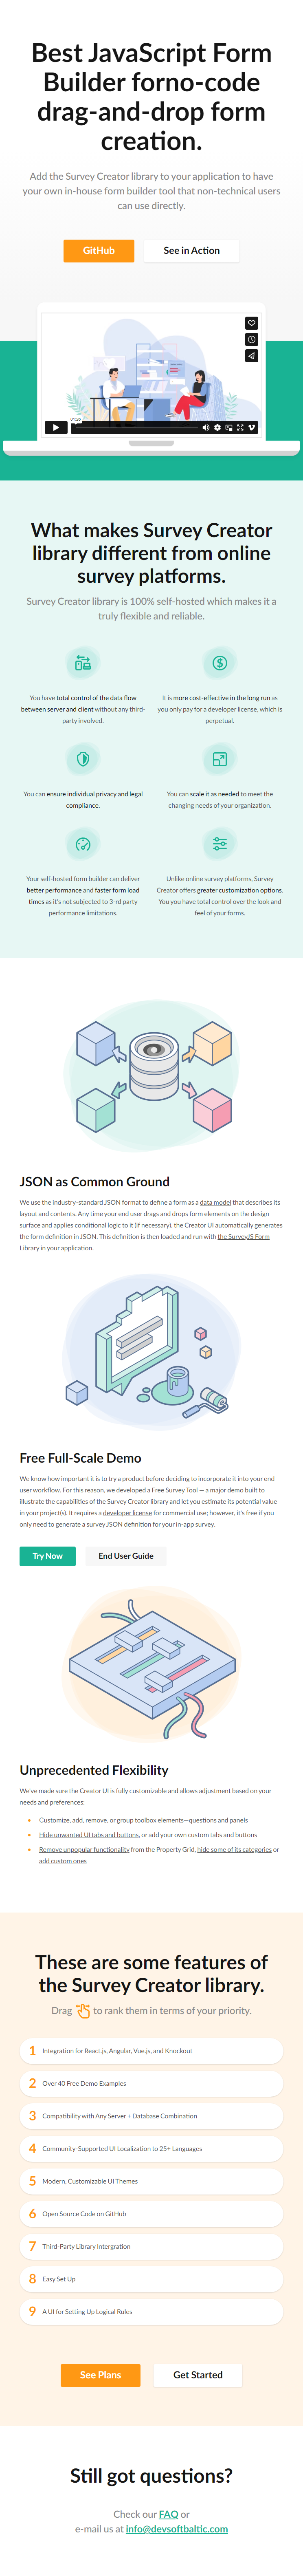 Best JavaScript Form
Builder forno-code
drag-and-drop form
creation.
Add the Survey Creator library to your application to have
your own in-house form builder tool that non-technical users
can use directly.
GitHub
See in Action
01:26
What makes Survey Creator
library different from online
survey platforms.
Survey Creator library is 100% self-hosted which makes it a
truly flexible and reliable.
You have total control of the data flow
between server and client without any third-
party involved.
It is more cost-effective in the long run as
you only pay for a developer license, which is
perpetual.
You can ensure individual privacy and legal
compliance.
You can scale it as needed to meet the
changing needs of your organization.
Your self-hosted form builder can deliver
better performance and faster form load
times as it's not subjected to 3-rd party
performance limitations.
Unlike online survey platforms, Survey
Creator offers greater customization options.
You you have total control over the look and
feel of your forms.
JSON as Common Ground
We use the industry-standard JSON format to define a form as a data model that describes its
layout and contents. Any time your end user drags and drops form elements on the design
surface and applies conditional logic to it (if necessary), the Creator UI automatically generates
the form definition in JSON. This definition is then loaded and run with the SurveyJS Form
Library in your application.
Free Full-Scale Demo
We know how important it is to try a product before deciding to incorporate it into your end
user workflow. For this reason, we developed a Free Survey Tool — a major demo built to
illustrate the capabilities of the Survey Creator library and let you estimate its potential value
in your project(s). It requires a developer license for commercial use; however, it's free if you
only need to generate a survey JSON definition for your in-app survey.
Try Now
End User Guide
Unprecedented Flexibility
We've made sure the Creator UI is fully customizable and allows adjustment based on your
needs and preferences:
Customize, add, remove, or group toolbox elements—questions and panels
Hide unwanted UI tabs and buttons, or add your own custom tabs and buttons
Remove unpopular functionality from the Property Grid, hide some of its categories or
add custom ones
These are some features of
the Survey Creator library.
Drag to rank them in terms of your priority.
1 Integration for React.js, Angular, Vue.js, and Knockout
2 Over 40 Free Demo Examples
3 Compatibility with Any Server + Database Combination
4 Community-Supported UI Localization to 25+ Languages
5 Modern, Customizable UI Themes
6 Open Source Code on GitHub
7 Third-Party Library Intergration
8 Easy Set Up
9 A UI for Setting Up Logical Rules
See Plans
Get Started
Still got questions?
Check our FAQ or
e-mail us at info@devsoftbaltic.com